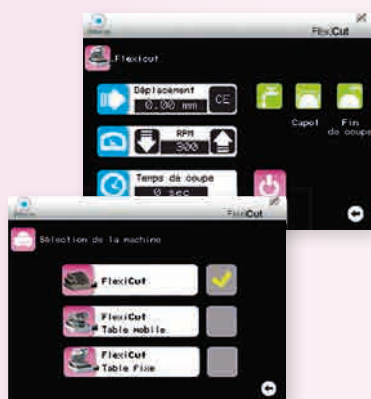 FlexiCut
Flexicut
Déplacement
0.00 mm
CE
RPM
300
Capot
Fin
de coupe
Temps de coupe
0 sec
FlexiCut
Sélection de la machine
FlexiCut
FlexiCut
Table mobile
FlexiCut
Table Fixe